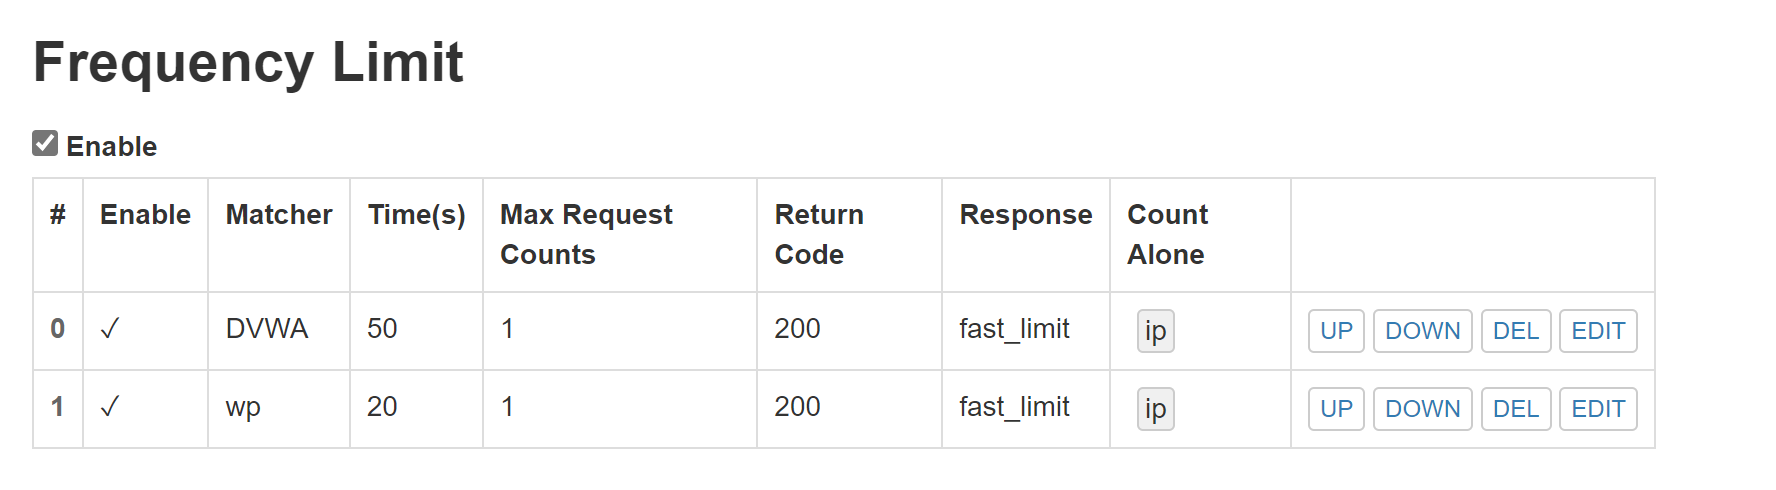 Frequency Limit
Enable
# Enable Matcher Time(s) Max Request Counts Return Code Response Count Alone
0 ✓ DVWA 50 1 200 fast_limit ip UP DOWN DEL EDIT
1 ✓ wp 20 1 200 fast_limit ip UP DOWN DEL EDIT